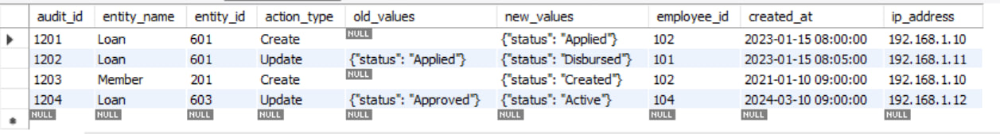 audit_id entity_name entity_id action_type old_values new_values employee_id created_at ip_address
1201 Loan 601 Create NULL {"status": "Applied"} 102 2023-01-15 08:00:00 192.168.1.10
1202 Loan 601 Update {"status": "Applied"} {"status": "Disbursed"} 101 2023-01-15 08:05:00 192.168.1.11
1203 Member 201 Create NULL {"status": "Created"} 102 2021-01-10 09:00:00 192.168.1.10
1204 Loan 603 Update {"status": "Approved"} {"status": "Active"} 104 2024-03-10 09:00:00 192.168.1.12
NULL NULL NULL NULL NULL NULL NULL NULL NULL